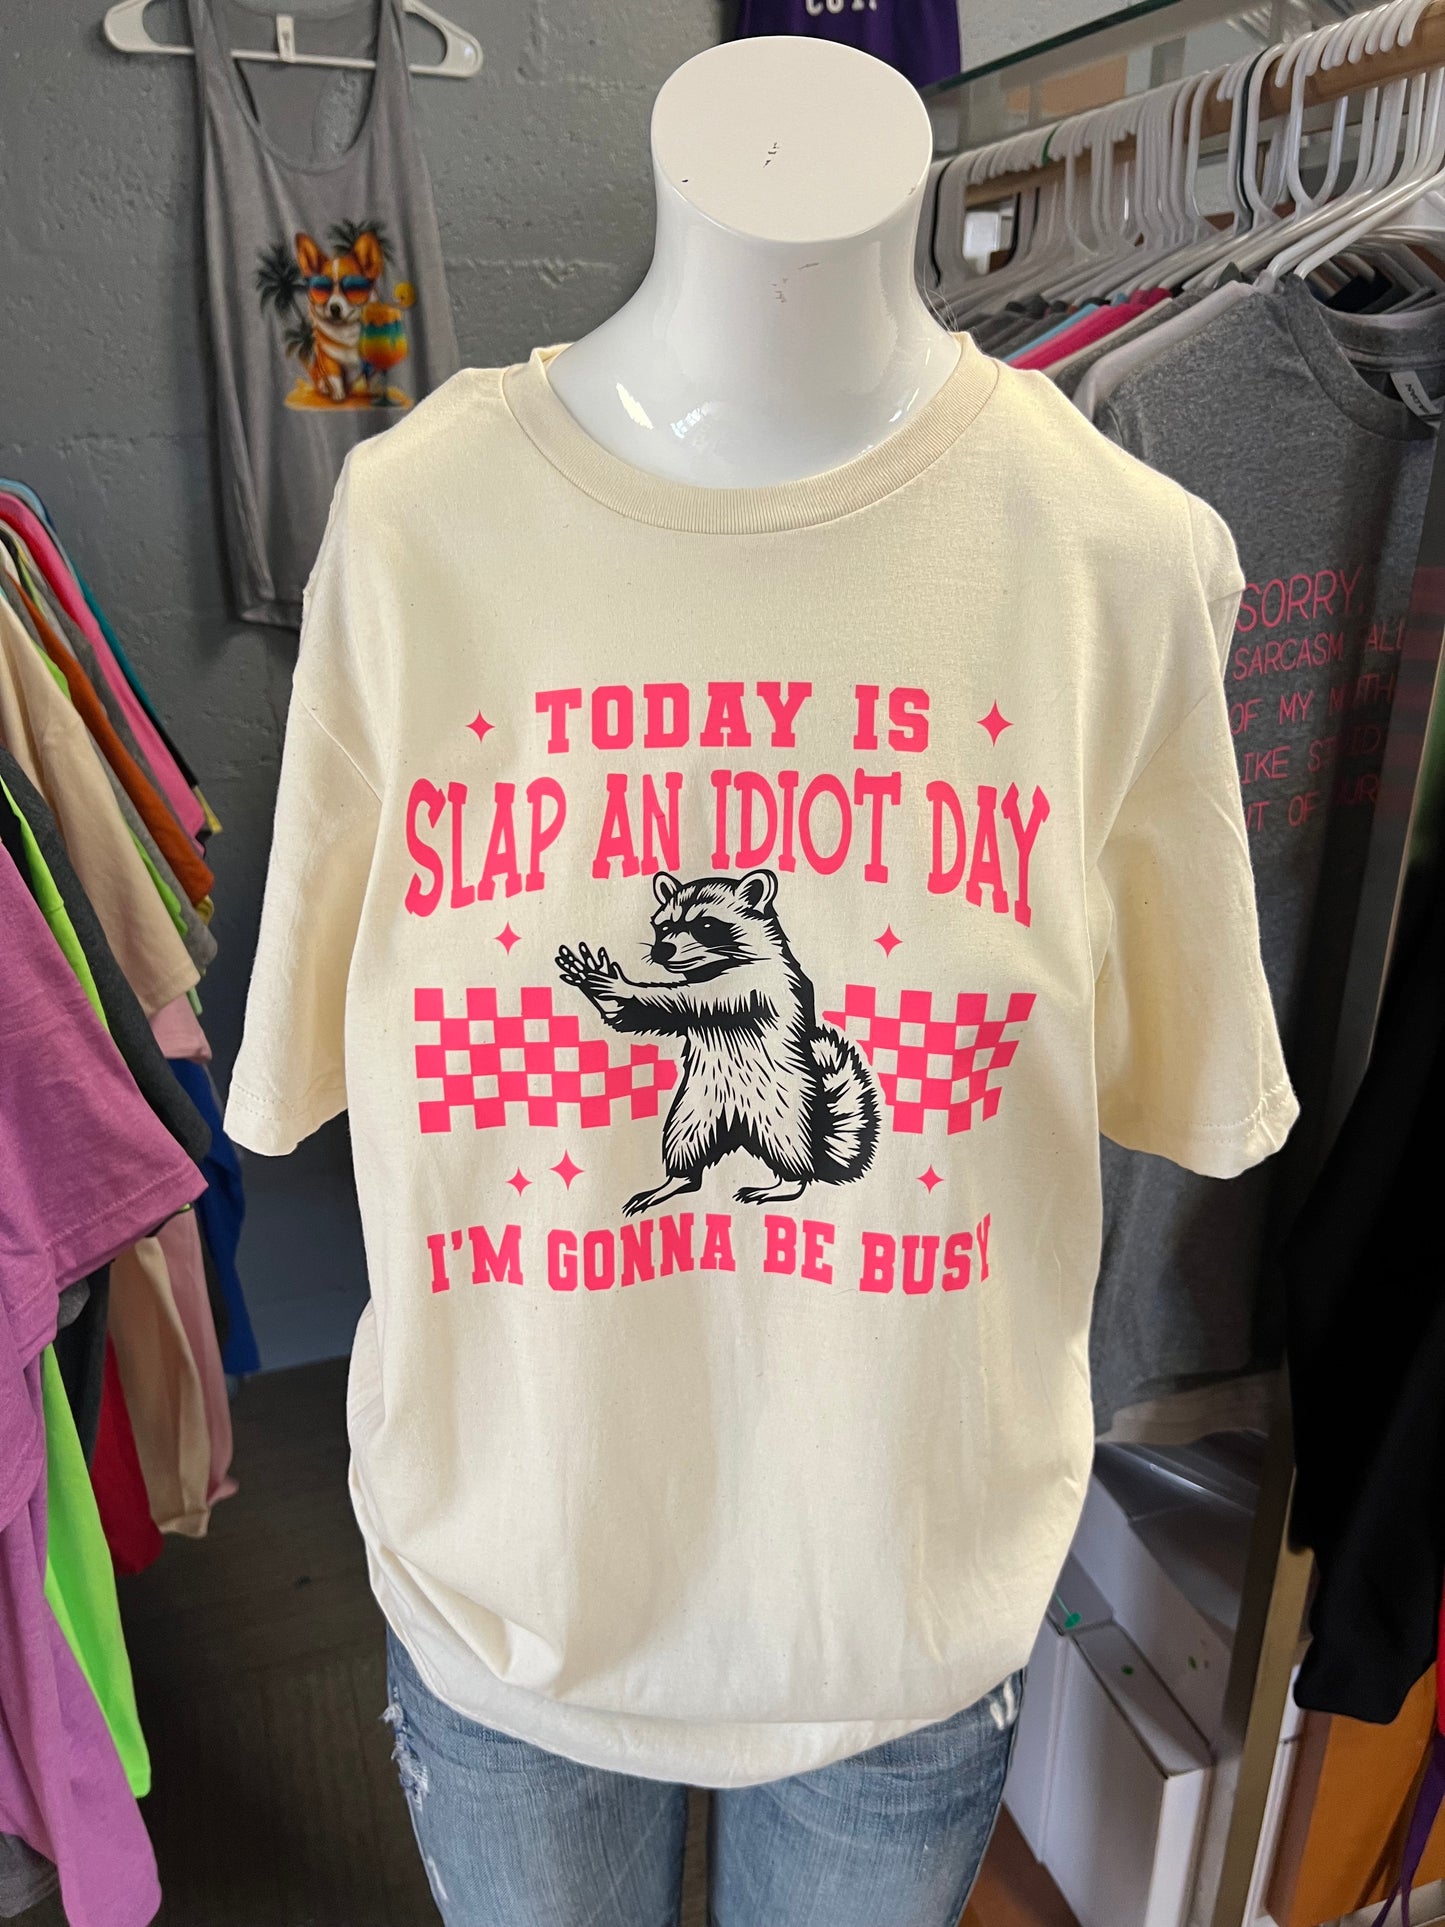 TODAY IS
SLAP AN IDIOT DAY
I'M GONNA BE BUSY
SORRY,
SARCASM
OF MY